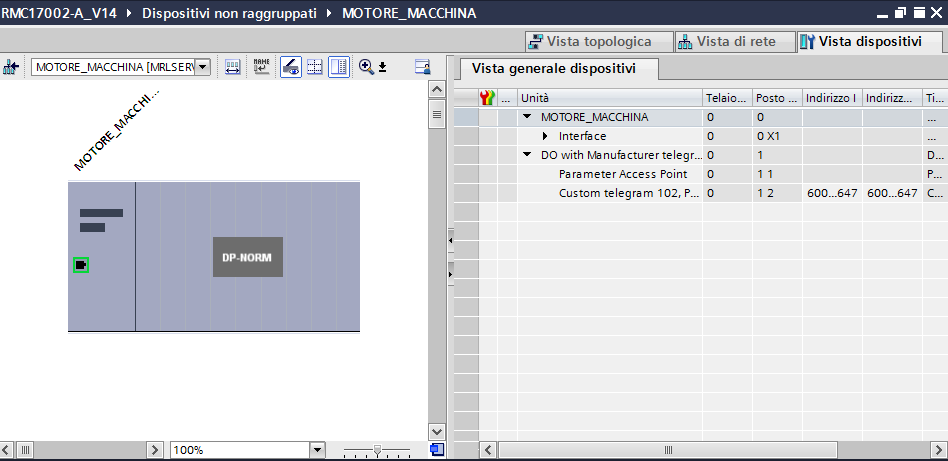 RMC17002-A_V14 ▸ Dispositivi non raggruppati ▸ MOTORE_MACCHINA
Vista topologica
Vista di rete
Vista dispositivi
MOTORE_MACCHINA [MRLSERV
Vista generale dispositivi
... Unità Telaio... Posto ... Indirizzo I Indirizz... Ti...
MOTORE_MACCHINA 0 0 ...
Interface 0 0 X1 ...
DO with Manufacturer telegr... 0 1 D...
Parameter Access Point 0 1 1 P...
Custom telegram 102, P... 0 1 2 600...647 600...647 C...
MOTORE_MACCHI...
DP-NORM
100%